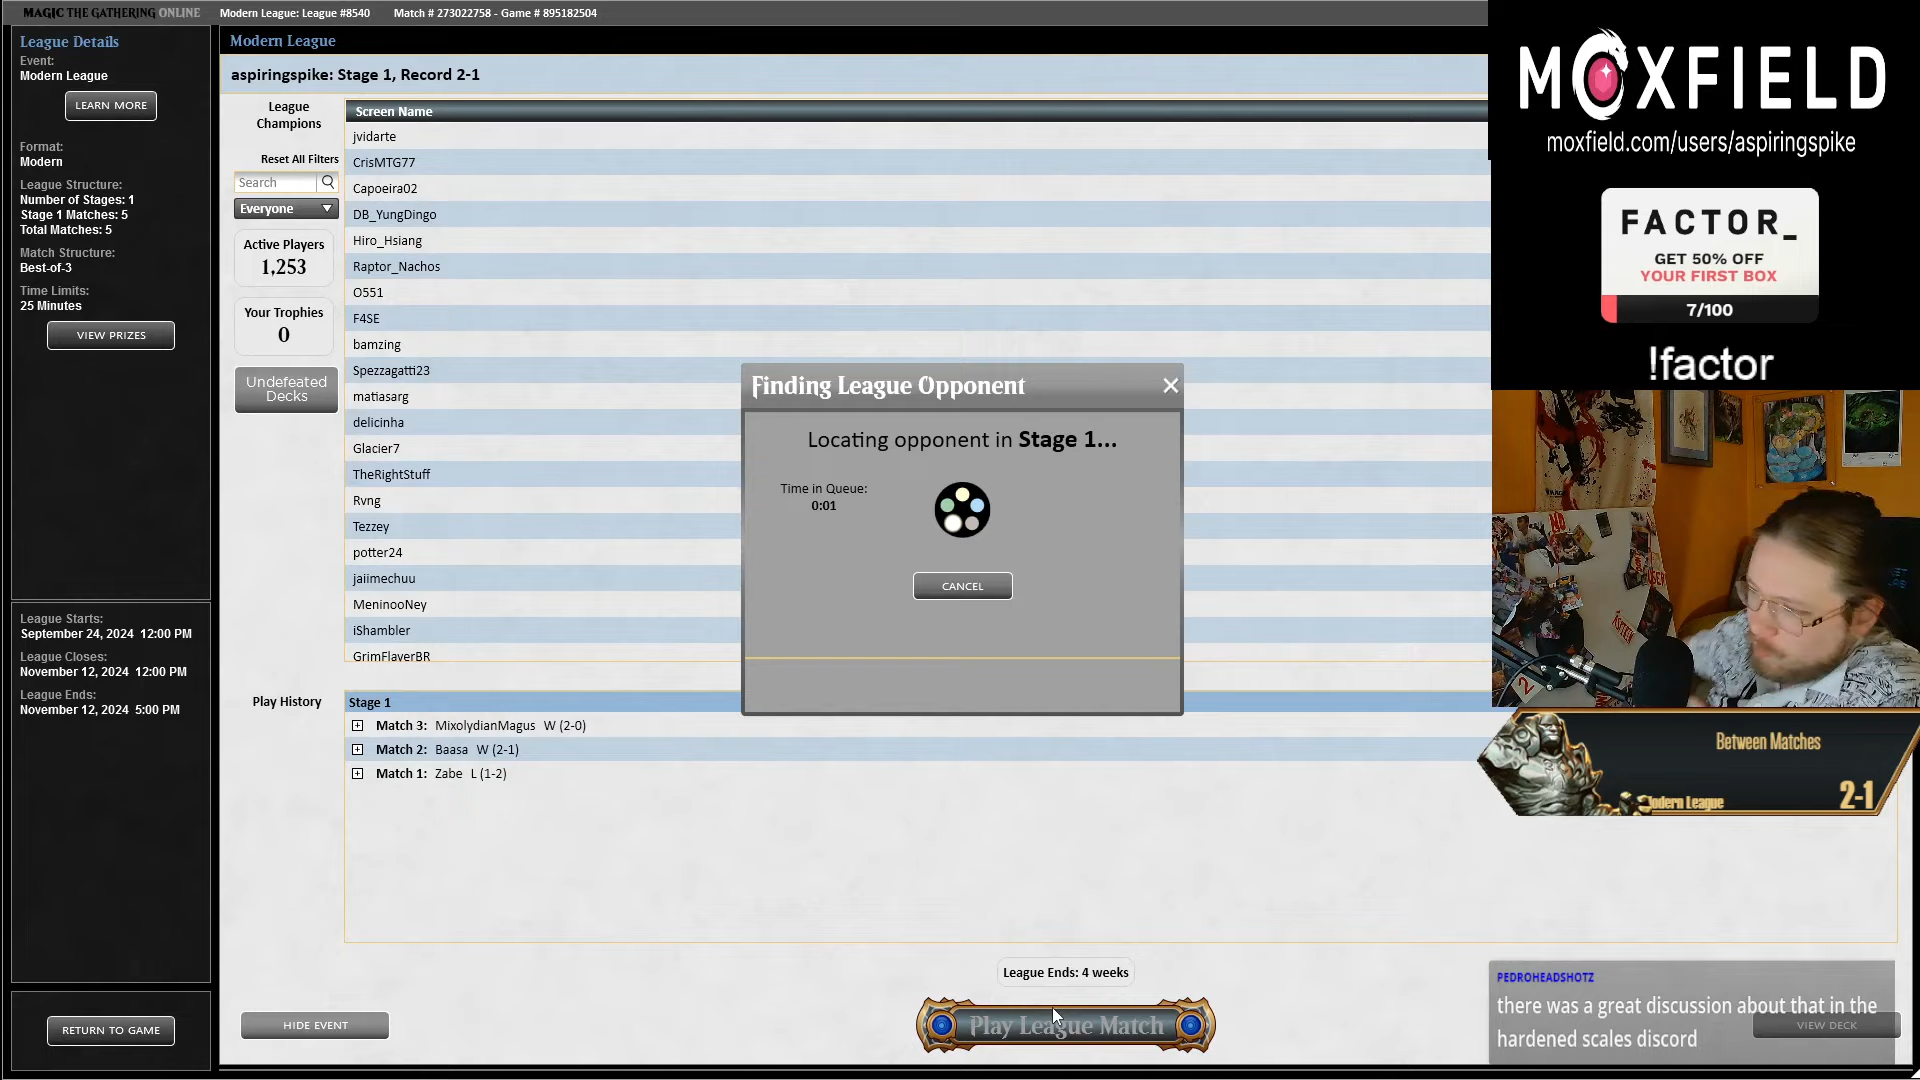 MAGIC THE GATHERING ONLINE
Modern League: League #8540
Match # 273022758 - Game # 895182504
League Details
Event:
Modern League
LEARN MORE
Format:
Modern
League Structure:
Number of Stages: 1
Stage 1 Matches: 5
Total Matches: 5
Match Structure:
Best-of-3
Time Limits:
25 Minutes
VIEW PRIZES
League Starts:
September 24, 2024 12:00 PM
League Closes:
November 12, 2024 12:00 PM
League Ends:
November 12, 2024 5:00 PM
RETURN TO GAME
Modern League
aspiringspike: Stage 1, Record 2-1
League
Champions
Reset All Filters
Search
Everyone
Active Players
1,253
Your Trophies
0
Undefeated
Decks
Screen Name
jvidarte
CrisMTG77
Capoeira02
DB_YungDingo
Hiro_Hsiang
Raptor_Nachos
O551
F4SE
bamzing
Spezzagatti23
matiasarg
delicinha
Glacier7
TheRightStuff
Rvng
Tezzey
potter24
jaiimechuu
MeninooNey
iShambler
GrimFlayerBR
Finding League Opponent
Locating opponent in Stage 1...
Time in Queue:
0:01
CANCEL
Play History
Stage 1
Match 3: MixolydianMagus W (2-0)
Match 2: Baasa W (2-1)
Match 1: Zabe L (1-2)
League Ends: 4 weeks
HIDE EVENT
Play League Match
MOXFIELD
moxfield.com/users/aspiringspike
FACTOR_
GET 50% OFF
YOUR FIRST BOX
7/100
!factor
Between Matches
Modern League
2-1
PEDROHEADSHOTZ
there was a great discussion about that in the
hardened scales discord
VIEW DECK